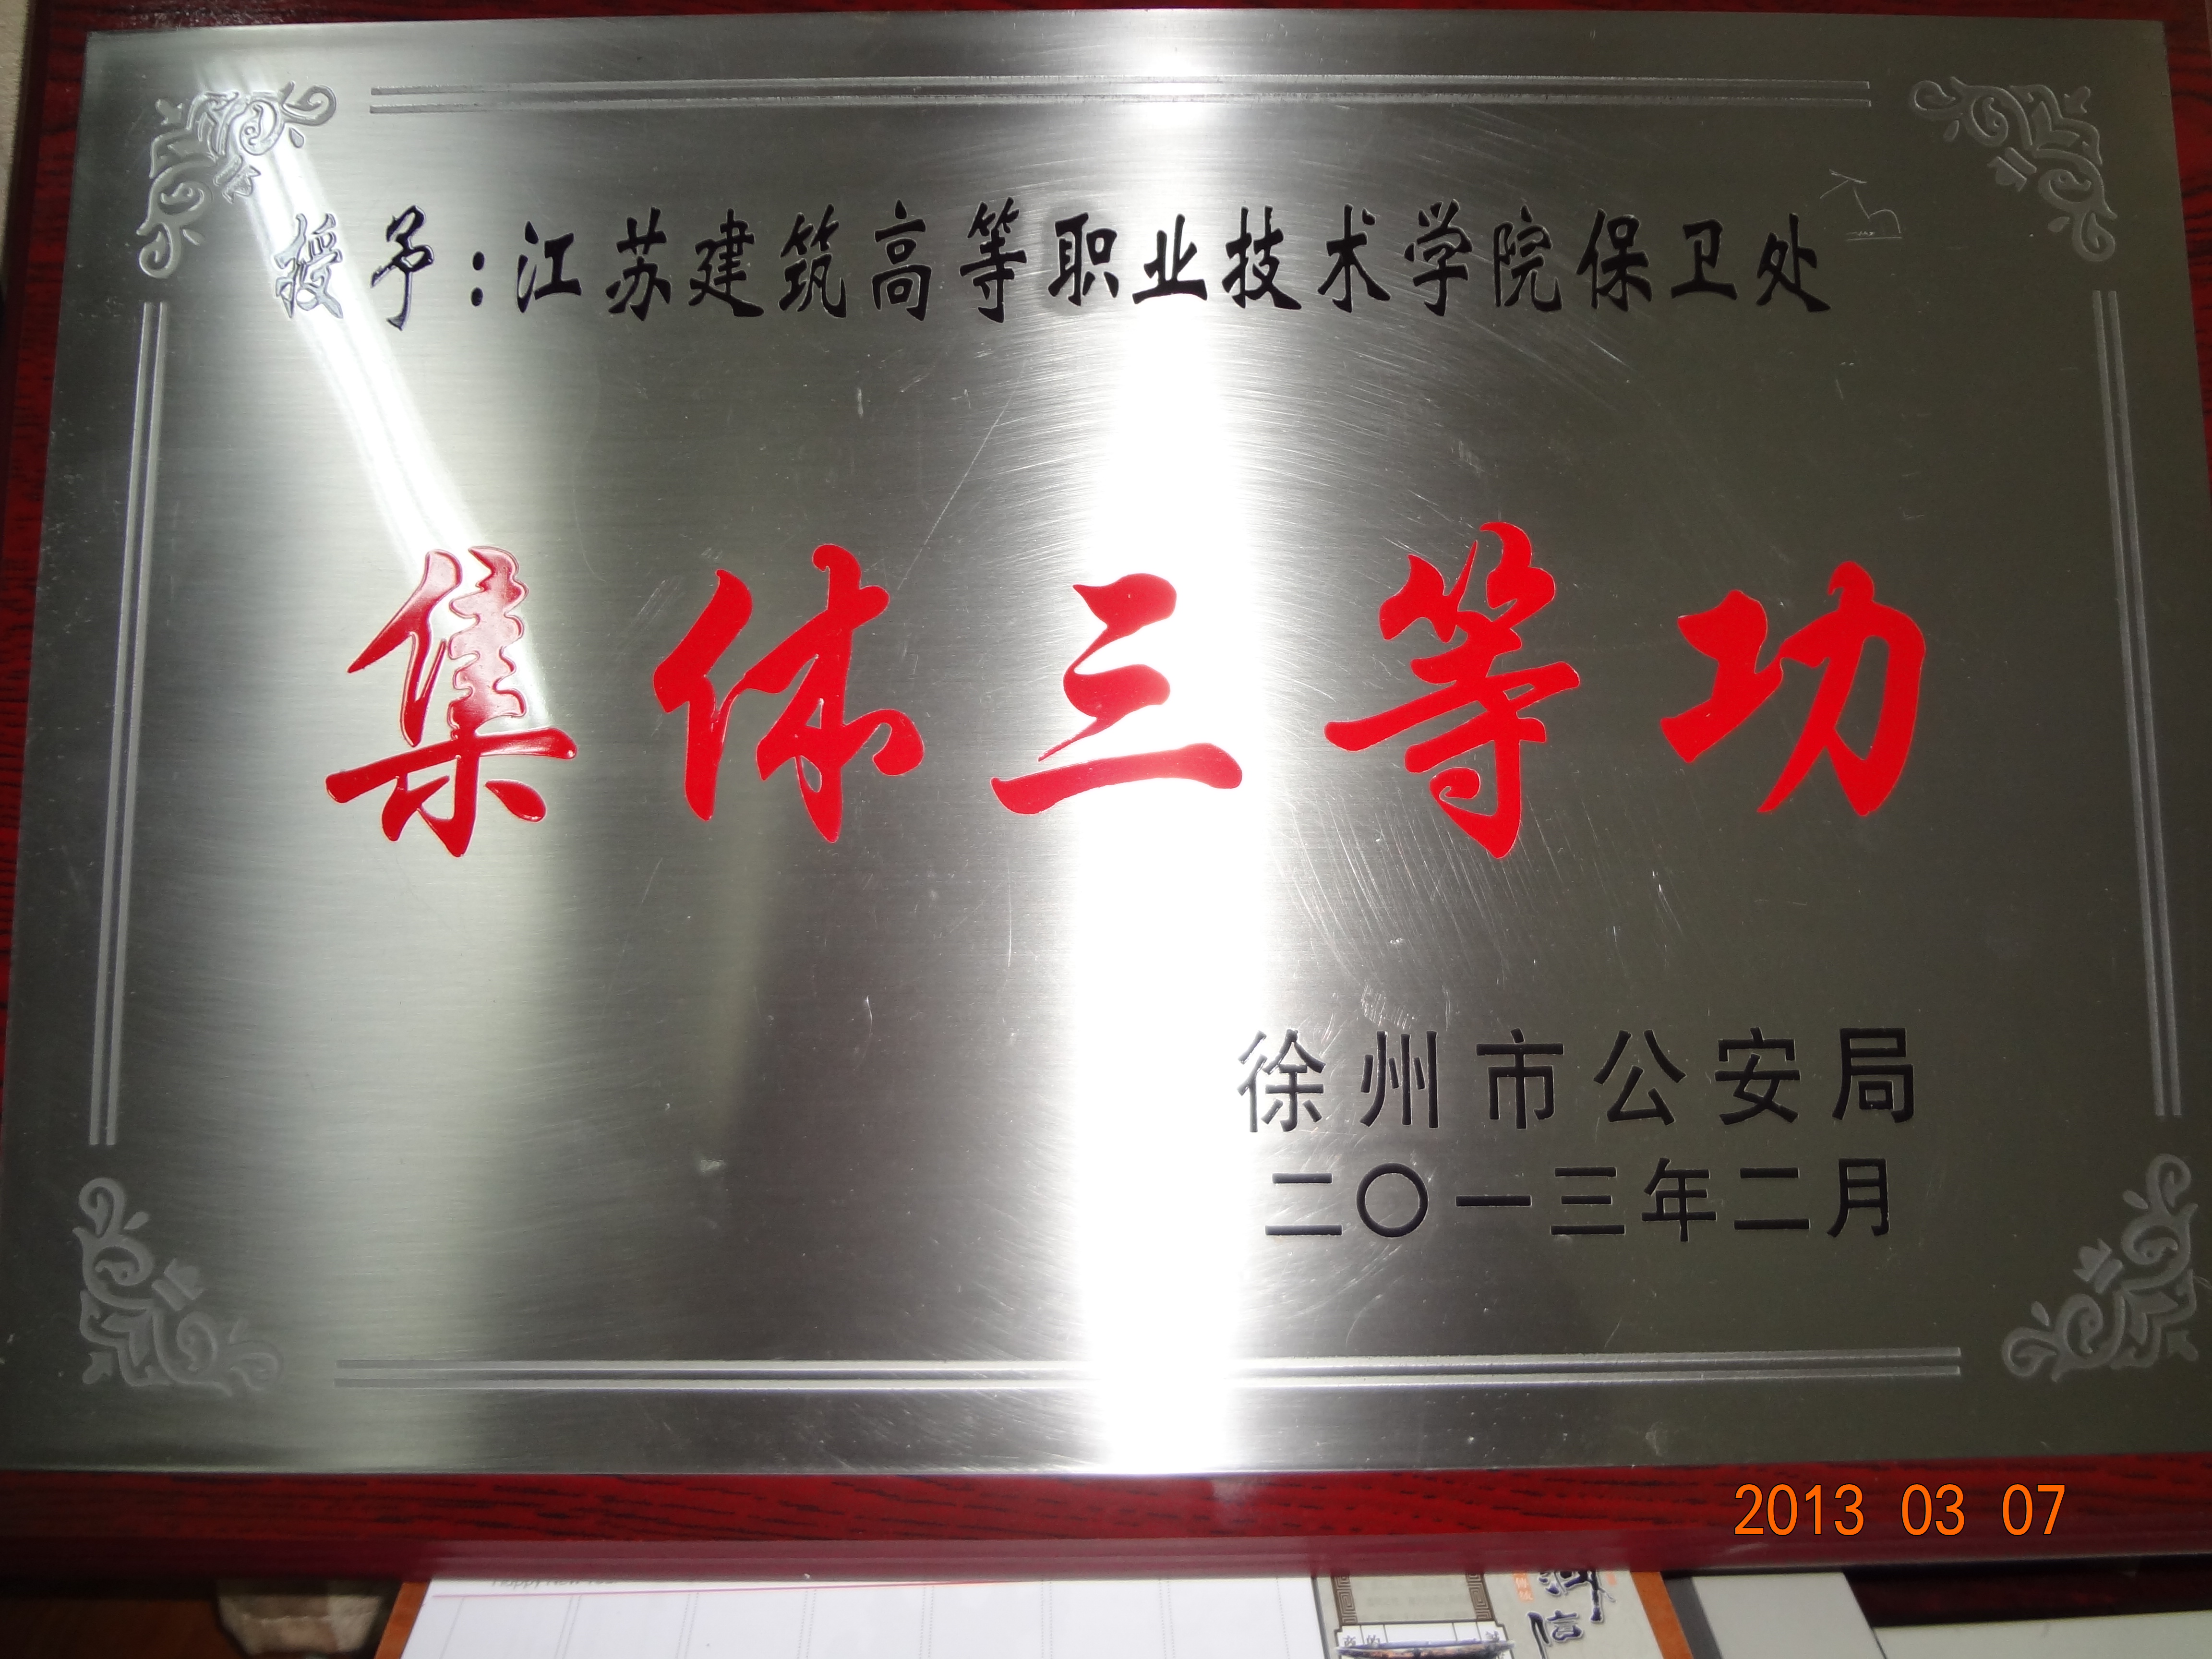 授予：江苏建筑高等职业技术学院保卫处
集体三等功
徐州市公安局
二〇一三年二月
2013 03 07
Happy New